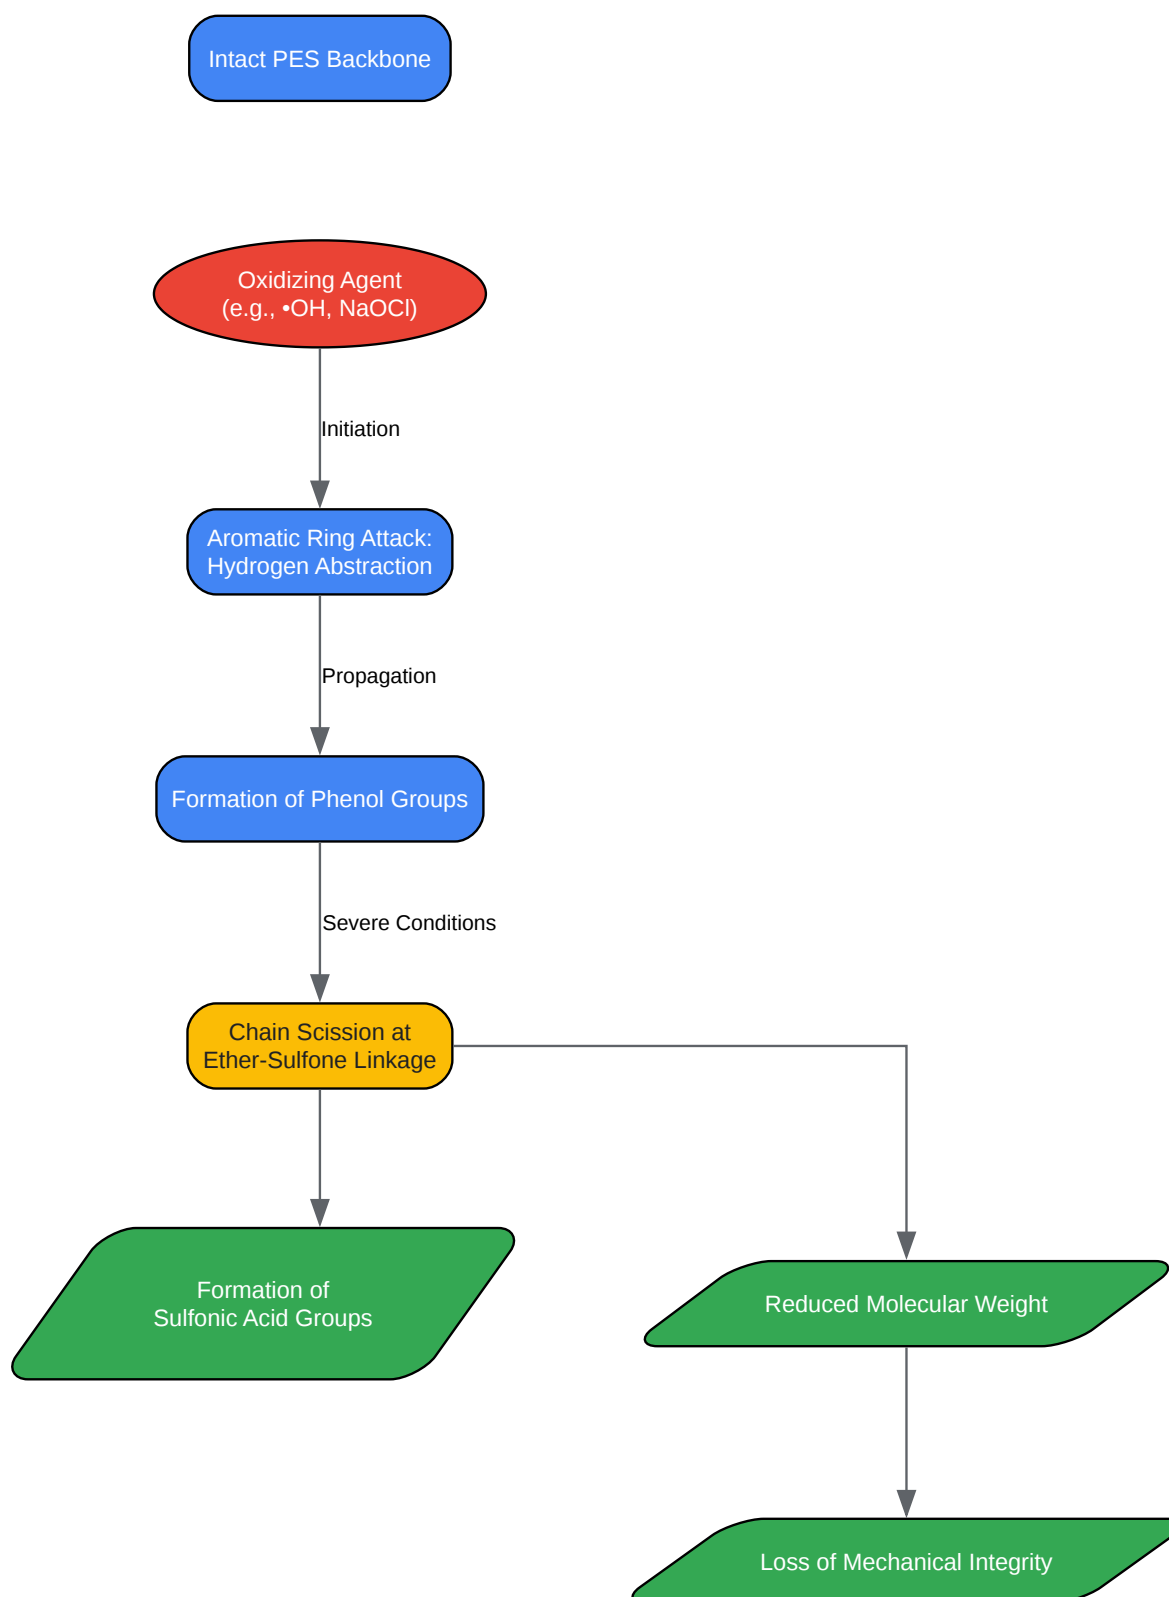 Intact PES Backbone
Oxidizing Agent
(e.g., •OH, NaOCl)
Initiation
Aromatic Ring Attack:
Hydrogen Abstraction
Propagation
Formation of Phenol Groups
Severe Conditions
Chain Scission at
Ether-Sulfone Linkage
Formation of
Sulfonic Acid Groups
Reduced Molecular Weight
Loss of Mechanical Integrity